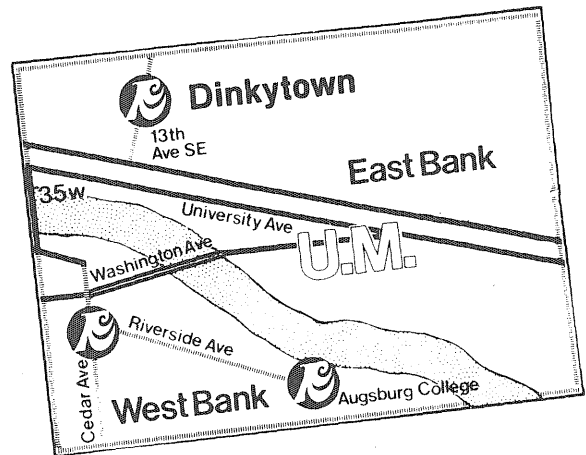 Dinkytown
13th
Ave SE
East Bank
35w
University Ave
Washington Ave
U.M.
Riverside Ave
Cedar Ave
West Bank
Augsburg College